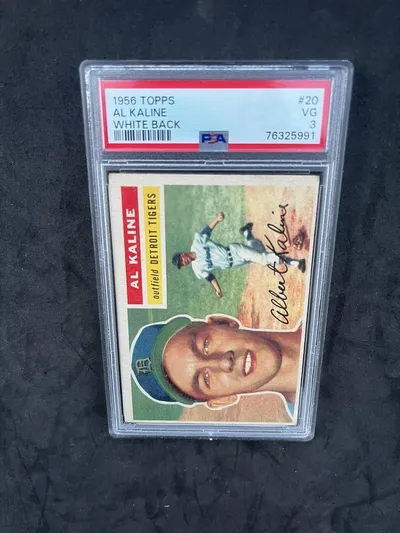 1956 TOPPS
#20
AL KALINE
VG
WHITE BACK
3
PSA
76325991
AL KALINE
outfield DETROIT TIGERS
Albert Kaline
D